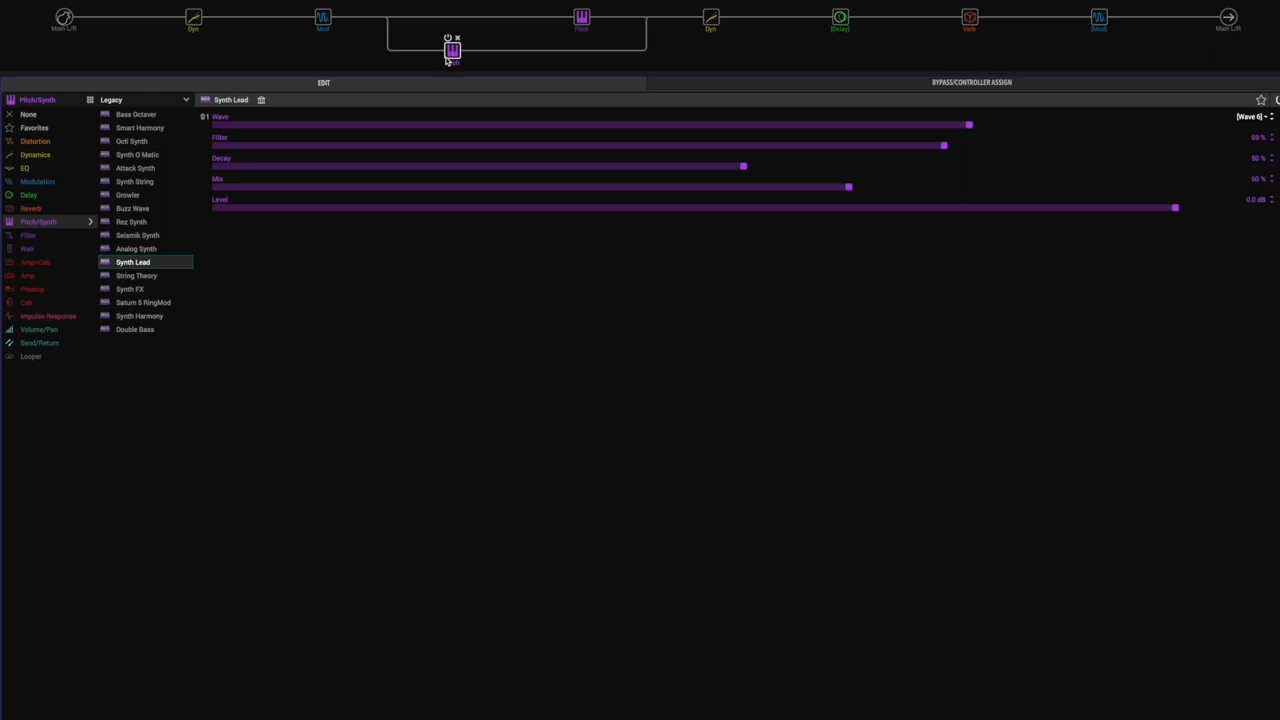 Main L/R
Dyn
Mod
Pitch
Dyn
[Delay]
Verb
[Mod]
Main L/R
EDIT
BYPASS/CONTROLLER ASSIGN
Pitch/Synth
Legacy
Synth Lead
None
Favorites
Distortion
Dynamics
EQ
Modulation
Delay
Reverb
Pitch/Synth
Filter
Wah
Amp+Cab
Amp
Preamp
Cab
Impulse Response
Volume/Pan
Send/Return
Looper
Bass Octaver
Smart Harmony
Octi Synth
Synth O Matic
Attack Synth
Synth String
Growler
Buzz Wave
Rez Synth
Seismik Synth
Analog Synth
Synth Lead
String Theory
Synth FX
Saturn 5 RingMod
Synth Harmony
Double Bass
1 Wave [Wave 6]
Filter 69 %
Decay 50 %
Mix 60 %
Level 0.0 dB